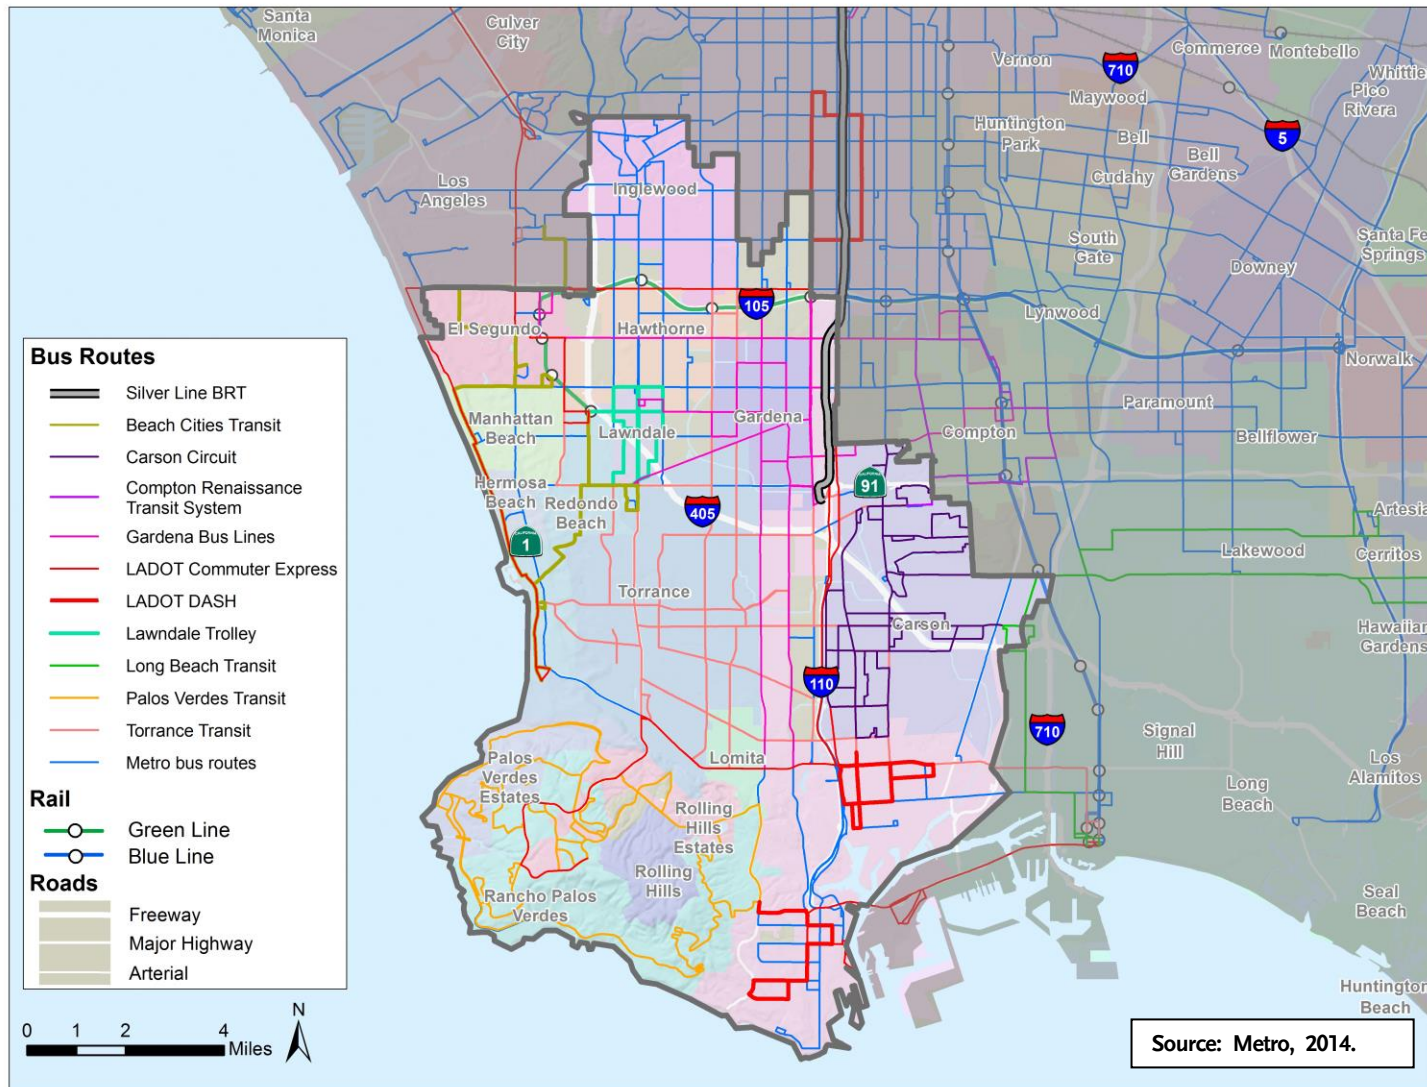 Santa
Monica
Culver
City
Vernon
710
Commerce
Montebello
Whittie
Pico
Rivera
Maywood
Huntington
Park
Bell
5
Bell
Gardens
Cudahy
Los
Angeles
Inglewood
South
Gate
Santa Fe
Springs
Downey
105
Lynwood
El Segundo
Hawthorne
Norwalk
Manhattan
Beach
Lawndale
Gardena
Compton
Paramount
Bellflower
Hermosa
Beach
Redondo
Beach
405
CALIFORNIA
91
Artesia
CALIFORNIA
1
Lakewood
Cerritos
Torrance
Carson
Hawaiian
Gardens
110
710
Signal
Hill
Lomita
Palos
Verdes
Estates
Los
Alamitos
Long
Beach
Rolling
Hills
Estates
Rolling
Hills
Rancho Palos
Verdes
Seal
Beach
Huntington
Beach
Bus Routes
Silver Line BRT
Beach Cities Transit
Carson Circuit
Compton Renaissance
Transit System
Gardena Bus Lines
LADOT Commuter Express
LADOT DASH
Lawndale Trolley
Long Beach Transit
Palos Verdes Transit
Torrance Transit
Metro bus routes
Rail
Green Line
Blue Line
Roads
Freeway
Major Highway
Arterial
0 1 2 4
Miles
N
Source: Metro, 2014.